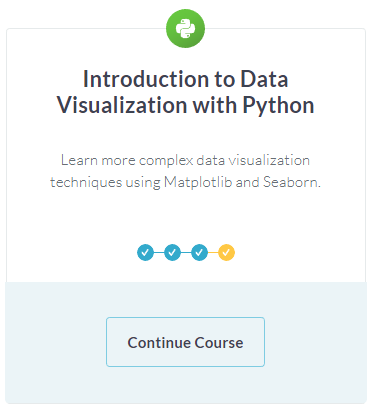 Introduction to Data
Visualization with Python
Learn more complex data visualization
techniques using Matplotlib and Seaborn.
Continue Course